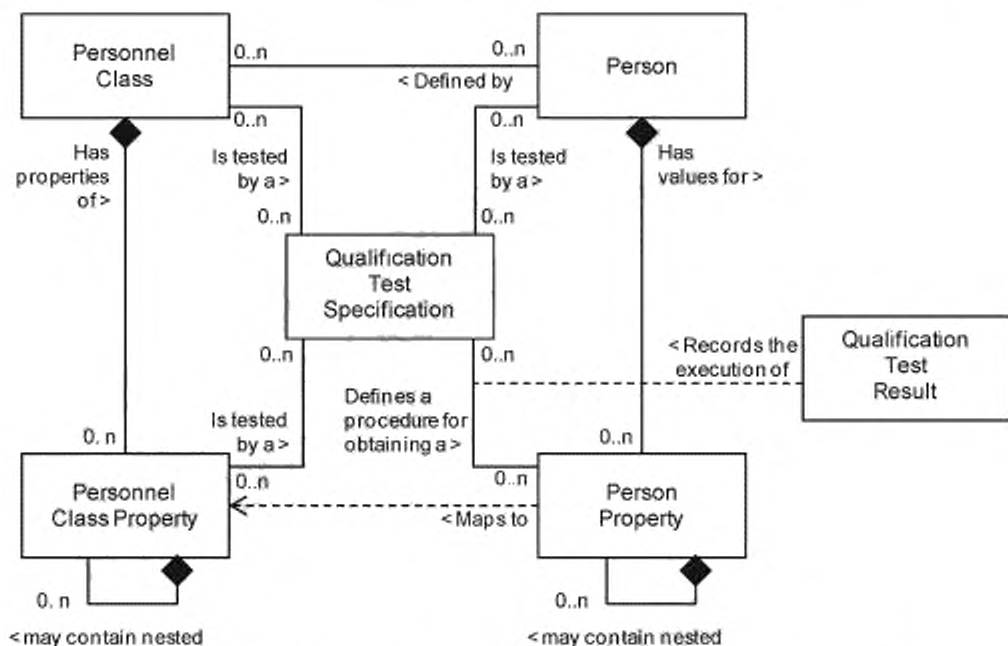 Personnel
Class
0..n
0..n
Person
< Defined by
0..n
0..n
Has
properties
of >
Is tested
by a >
Is tested
by a >
Has
values for >
0..n
0..n
Qualification
Test
Specification
< Records the
execution of
Qualification
Test
Result
0..n
0..n
Defines a
procedure for
obtaining a >
Is tested
by a >
0. n
0..n
0..n
0..n
Personnel
Class Property
Person
Property
< Maps to
0. n
0..n
< may contain nested
< may contain nested